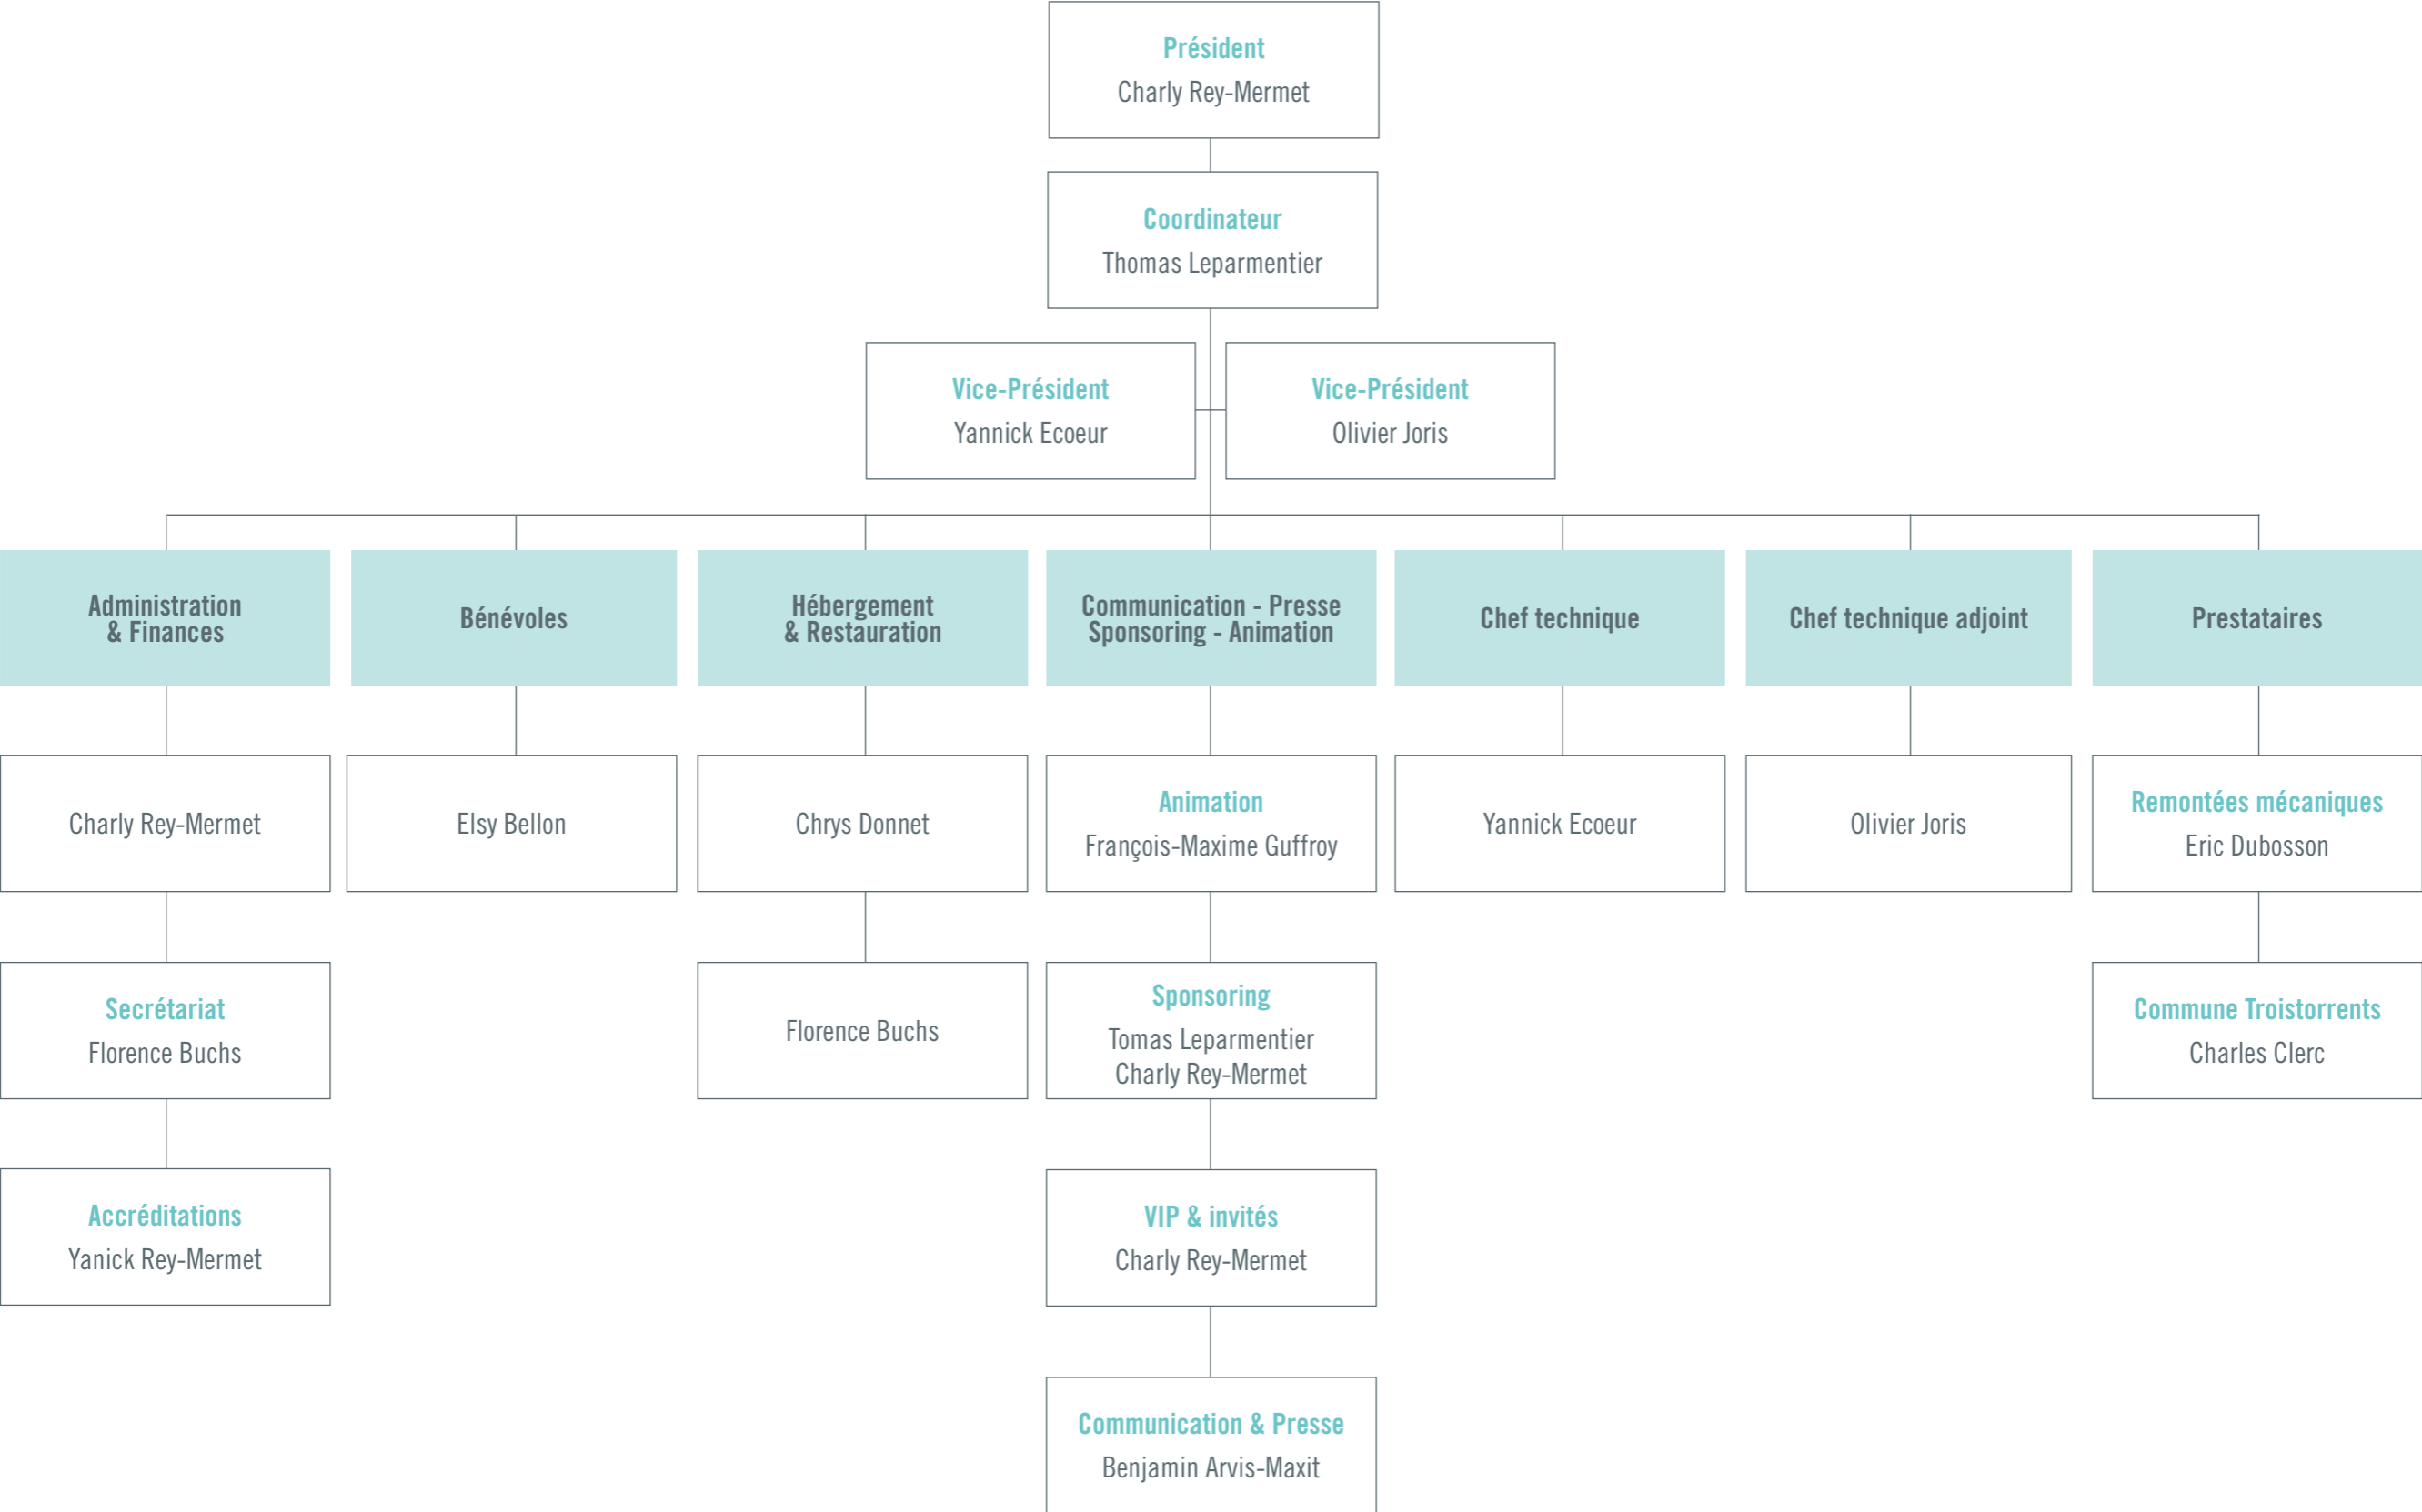 Président
Charly Rey-Mermet
Coordinateur
Thomas Leparmentier
Vice-Président
Yannick Ecoeur
Vice-Président
Olivier Joris
Administration
& Finances
Bénévoles
Hébergement
& Restauration
Communication - Presse
Sponsoring - Animation
Chef technique
Chef technique adjoint
Prestataires
Charly Rey-Mermet
Elsy Bellon
Chrys Donnet
Animation
François-Maxime Guffroy
Yannick Ecoeur
Olivier Joris
Remontées mécaniques
Eric Dubosson
Secrétariat
Florence Buchs
Florence Buchs
Sponsoring
Tomas Leparmentier
Charly Rey-Mermet
Commune Troistorrents
Charles Clerc
Accréditations
Yanick Rey-Mermet
VIP & invités
Charly Rey-Mermet
Communication & Presse
Benjamin Arvis-Maxit